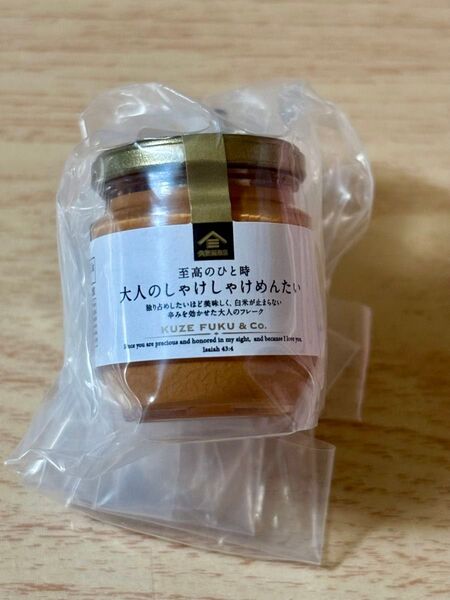 久世福商店
至高のひと時
大人のしゃけしゃけめんたい
独り占めしたいほど美味しく、白米が止まらない
辛みを効かせた大人のフレーク
KUZE FUKU & Co.
Since you are precious and honored in my sight, and because I love you.
Isaiah 43:4